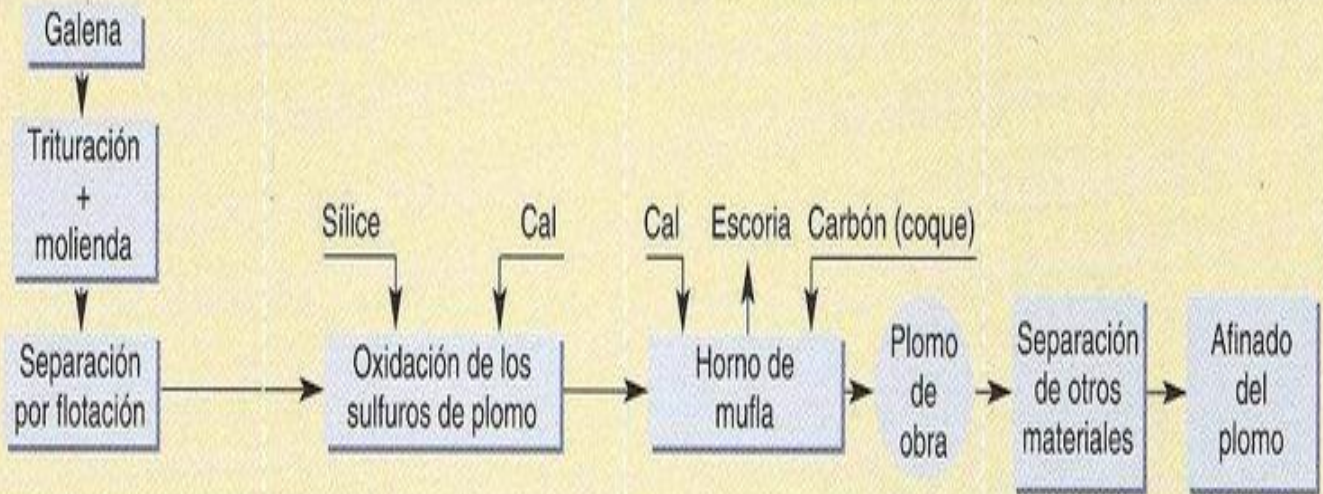 Galena
Trituración
+
molienda
Separación
por flotación
Sílice
Cal
Oxidación de los
sulfuros de plomo
Cal
Escoria
Carbón (coque)
Horno de
mufla
Plomo
de
obra
Separación
de otros
materiales
Afinado
del
plomo